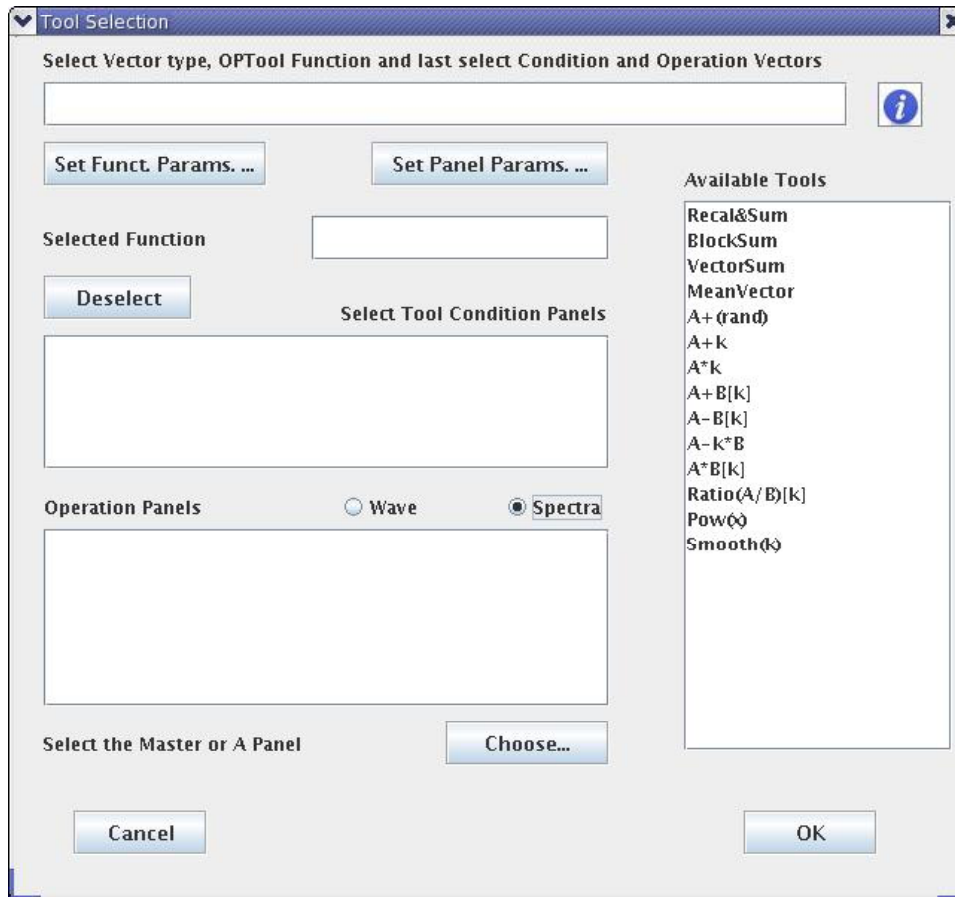 Tool Selection
Select Vector type, OPTool Function and last select Condition and Operation Vectors
i
Set Funct. Params. ...
Set Panel Params. ...
Available Tools
Selected Function
Deselect
Select Tool Condition Panels
Recal&Sum
BlockSum
VectorSum
MeanVector
A+(rand)
A+k
A*k
A+B[k]
A-B[k]
A-k*B
A*B[k]
Ratio(A/B)[k]
Pow(x)
Smooth(k)
Operation Panels
Wave
Spectra
Select the Master or A Panel
Choose...
Cancel
OK